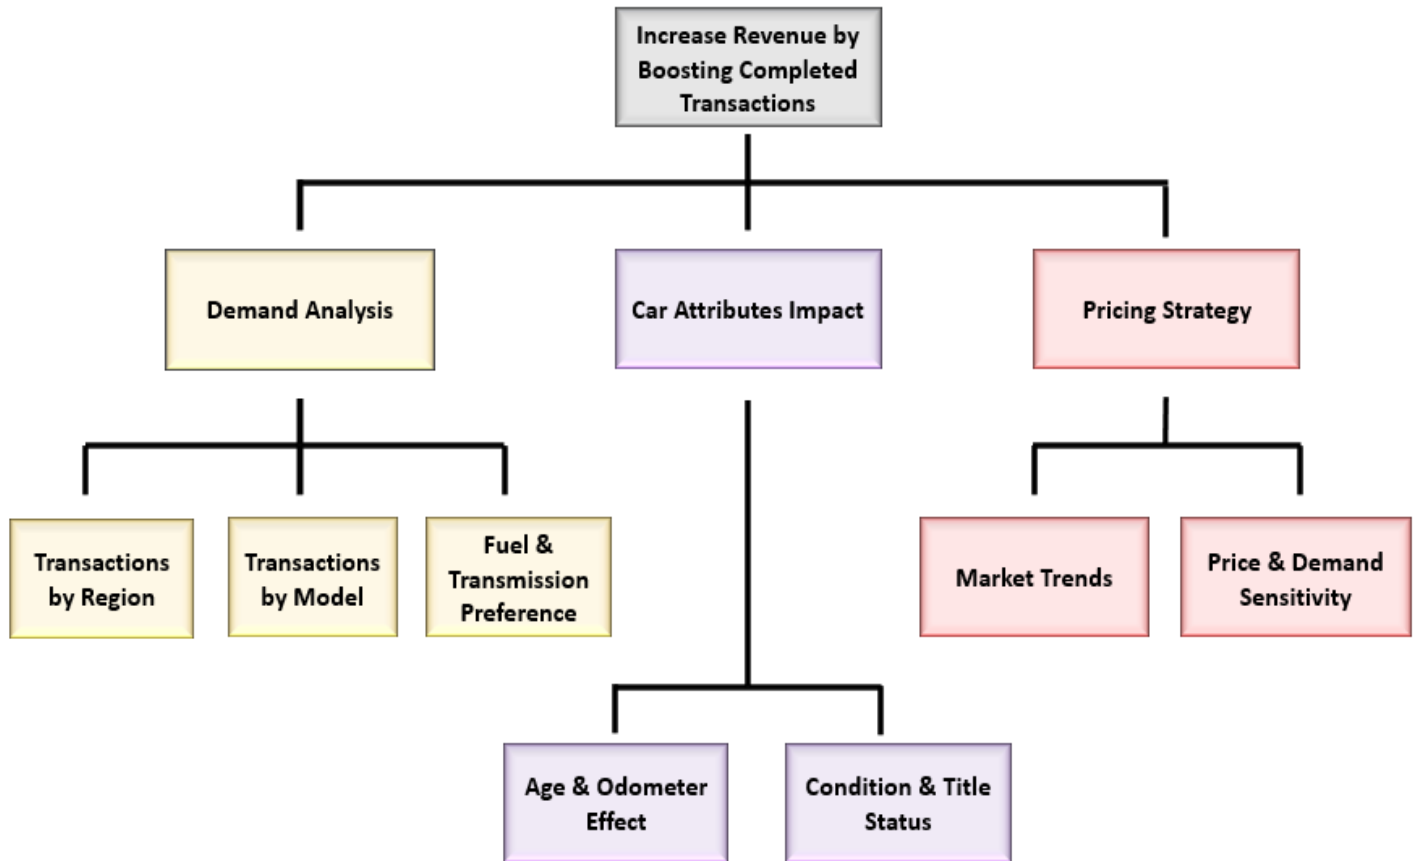 Increase Revenue by
Boosting Completed
Transactions
Demand Analysis
Car Attributes Impact
Pricing Strategy
Transactions
by Region
Transactions
by Model
Fuel &
Transmission
Preference
Market Trends
Price & Demand
Sensitivity
Age & Odometer
Effect
Condition & Title
Status